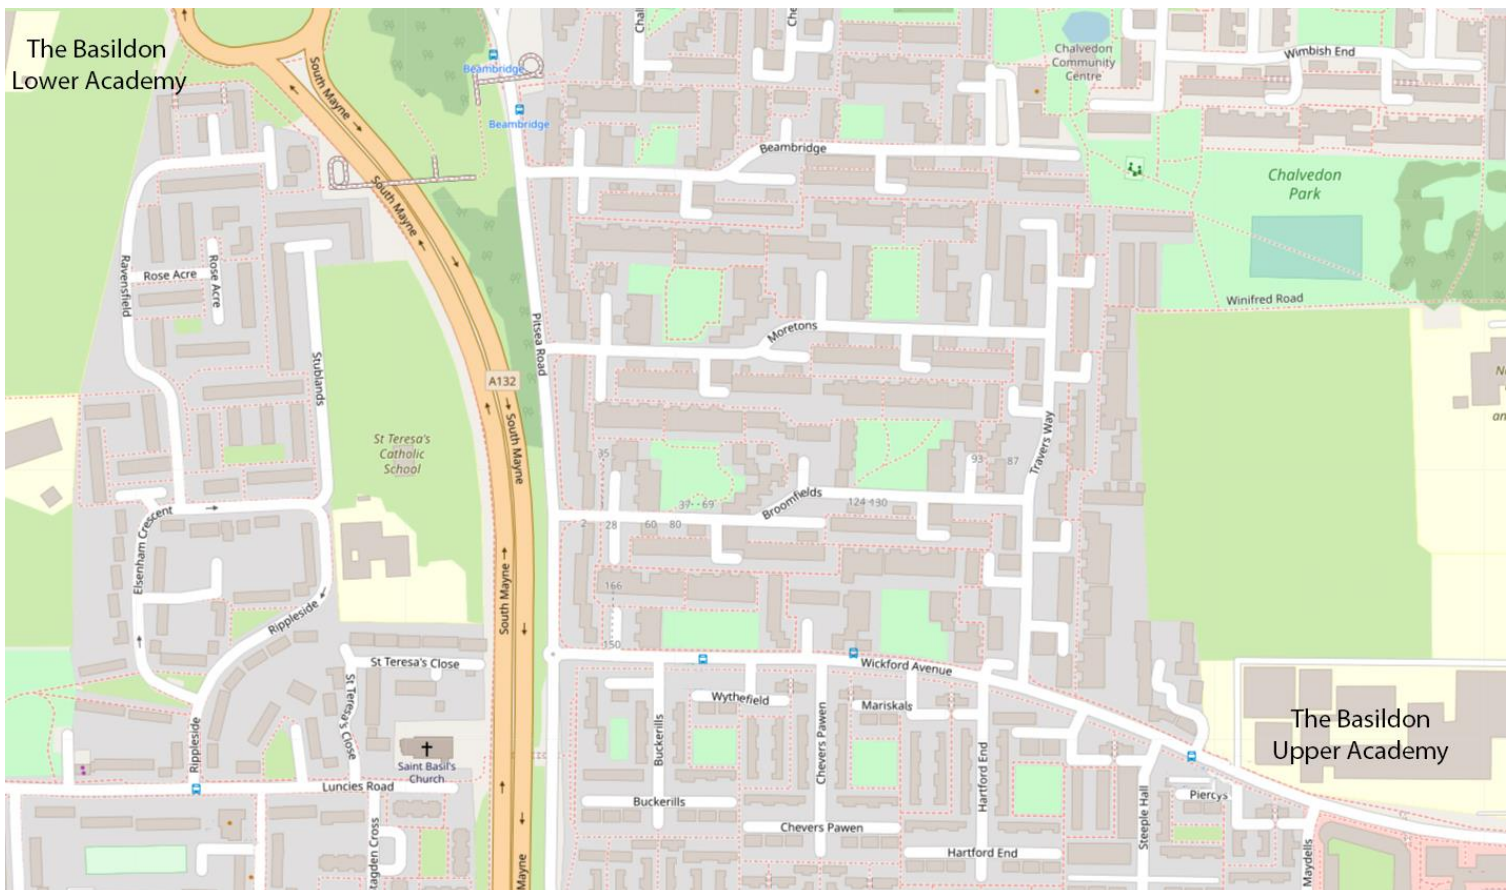 The Basildon
Lower Academy
South Mayne
Beambridge
Beambridge
Chalvedon
Community
Centre
Wimbish End
Beambridge
South Mayne
Chalvedon
Park
Ravensfield
Rose Acre
Rose Acre
Winifred Road
Pitsea Road
Moretons
Stublands
A132
South Mayne
St Teresa's
Catholic
School
Travers Way
35
93
87
37 - 69
124-130
Broomfields
2
28
60
80
Elsenham Crescent
South Mayne
166
Rippleside
150
St Teresa's Close
Wickford Avenue
St Teresa's Close
Wythefield
Mariskals
The Basildon
Upper Academy
Rippleside
Buckerills
Chevers Pawen
Hartford End
Saint Basil's
Church
Luncies Road
Steeple Hall
Piercys
Buckerills
Chevers Pawen
Hartford End
Maydells
Mayne